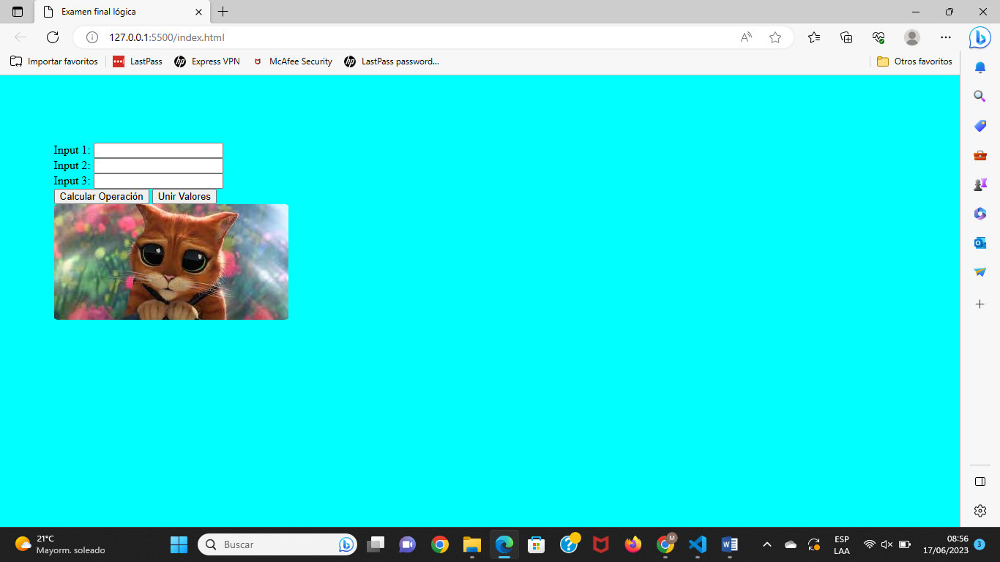 Examen final lógica
127.0.0.1:5500/index.html
Importar favoritos
LastPass
Express VPN
McAfee Security
LastPass password...
Otros favoritos
Input 1:
Input 2:
Input 3:
Calcular Operación
Unir Valores
21°C
Mayorm. soleado
Buscar
M
ESP
LAA
08:56
17/06/2023
3